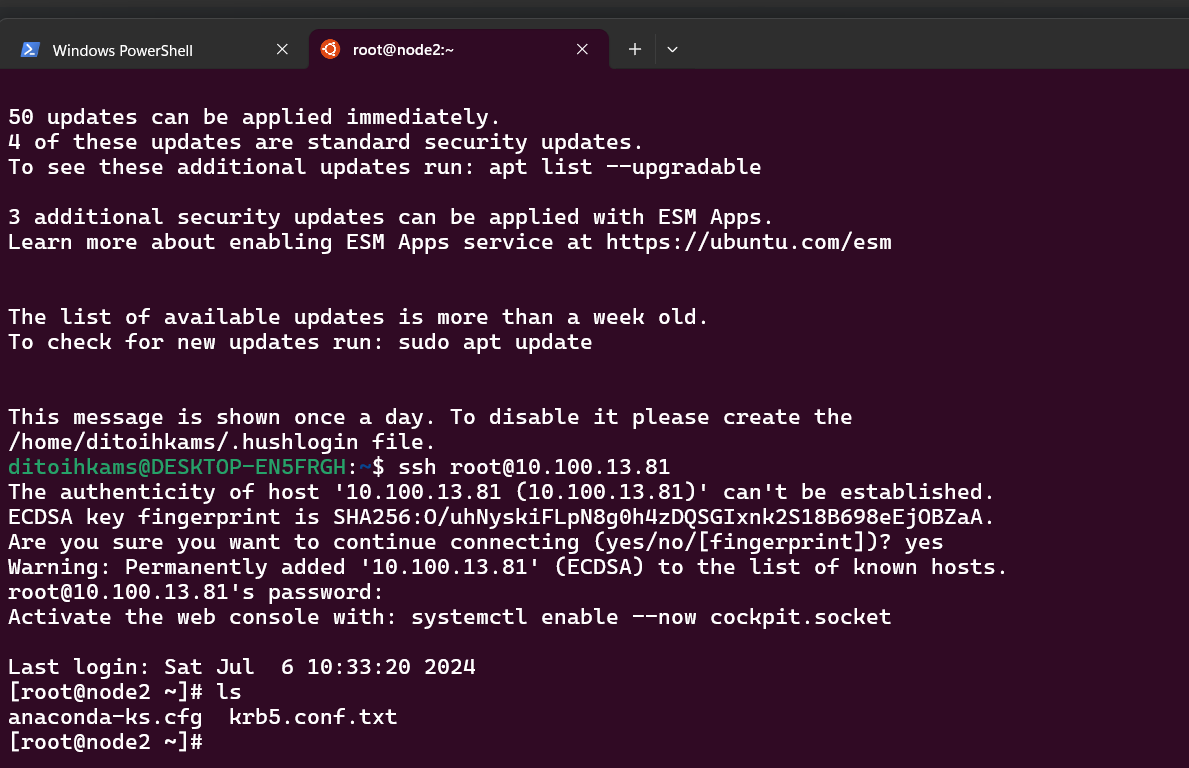 Windows PowerShell
root@node2:~
50 updates can be applied immediately.
4 of these updates are standard security updates.
To see these additional updates run: apt list --upgradable
3 additional security updates can be applied with ESM Apps.
Learn more about enabling ESM Apps service at https://ubuntu.com/esm
The list of available updates is more than a week old.
To check for new updates run: sudo apt update
This message is shown once a day. To disable it please create the
/home/ditoihkams/.hushlogin file.
ditoihkams@DESKTOP-EN5FRGH:~$ ssh root@10.100.13.81
The authenticity of host '10.100.13.81 (10.100.13.81)' can't be established.
ECDSA key fingerprint is SHA256:O/uhNyskiFLpN8g0h4zDQSGIxnk2S18B698eEjOBZaA.
Are you sure you want to continue connecting (yes/no/[fingerprint])? yes
Warning: Permanently added '10.100.13.81' (ECDSA) to the list of known hosts.
root@10.100.13.81's password:
Activate the web console with: systemctl enable --now cockpit.socket
Last login: Sat Jul  6 10:33:20 2024
[root@node2 ~]# ls
anaconda-ks.cfg  krb5.conf.txt
[root@node2 ~]#